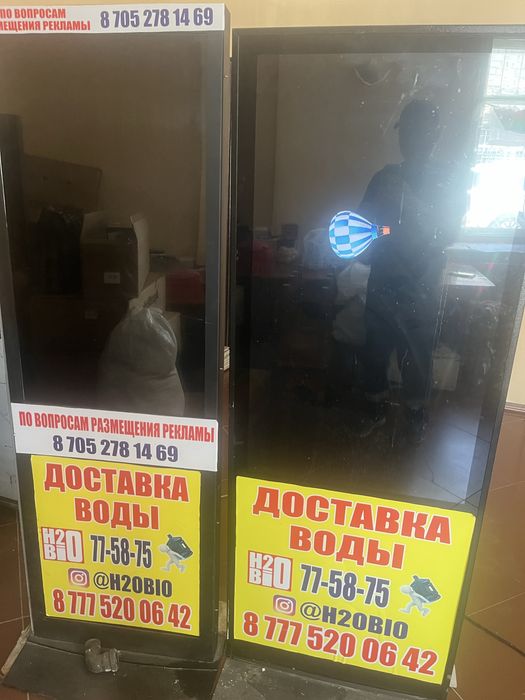 ПО ВОПРОСАМ
МЕЩЕНИЯ РЕКЛАМЫ
8 705 278 14 69
ПО ВОПРОСАМ РАЗМЕЩЕНИЯ РЕКЛАМЫ
8 705 278 14 69
ДОСТАВКА
ВОДЫ
H2O
BIO
77-58-75
@H2OBIO
8 777 520 06 42
ДОСТАВКА
ВОДЫ
H2O
BIO
77-58-75
@H2OBIO
8 777 520 06 42